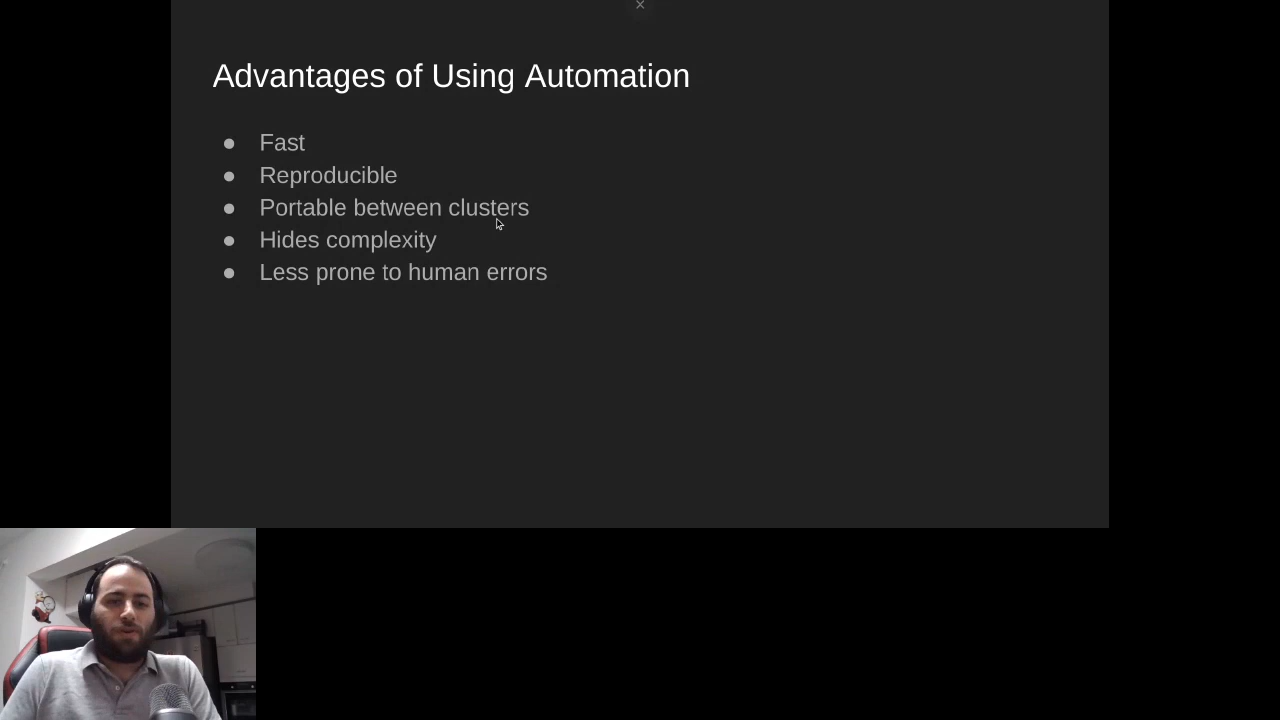 Advantages of Using Automation
● Fast
● Reproducible
● Portable between clusters
● Hides complexity
● Less prone to human errors